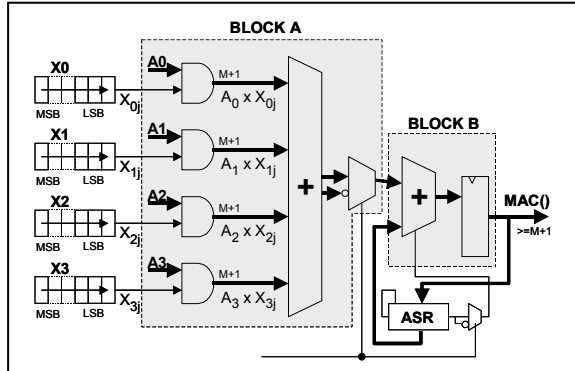 BLOCK A
X0
MSB LSB
X0j
A0
M+1
A0 x X0j
X1
MSB LSB
X1j
A1
M+1
A1 x X1j
X2
MSB LSB
X2j
A2
M+1
A2 x X2j
X3
MSB LSB
X3j
A3
M+1
A3 x X3j
+
BLOCK B
+
MAC()
>=M+1
ASR